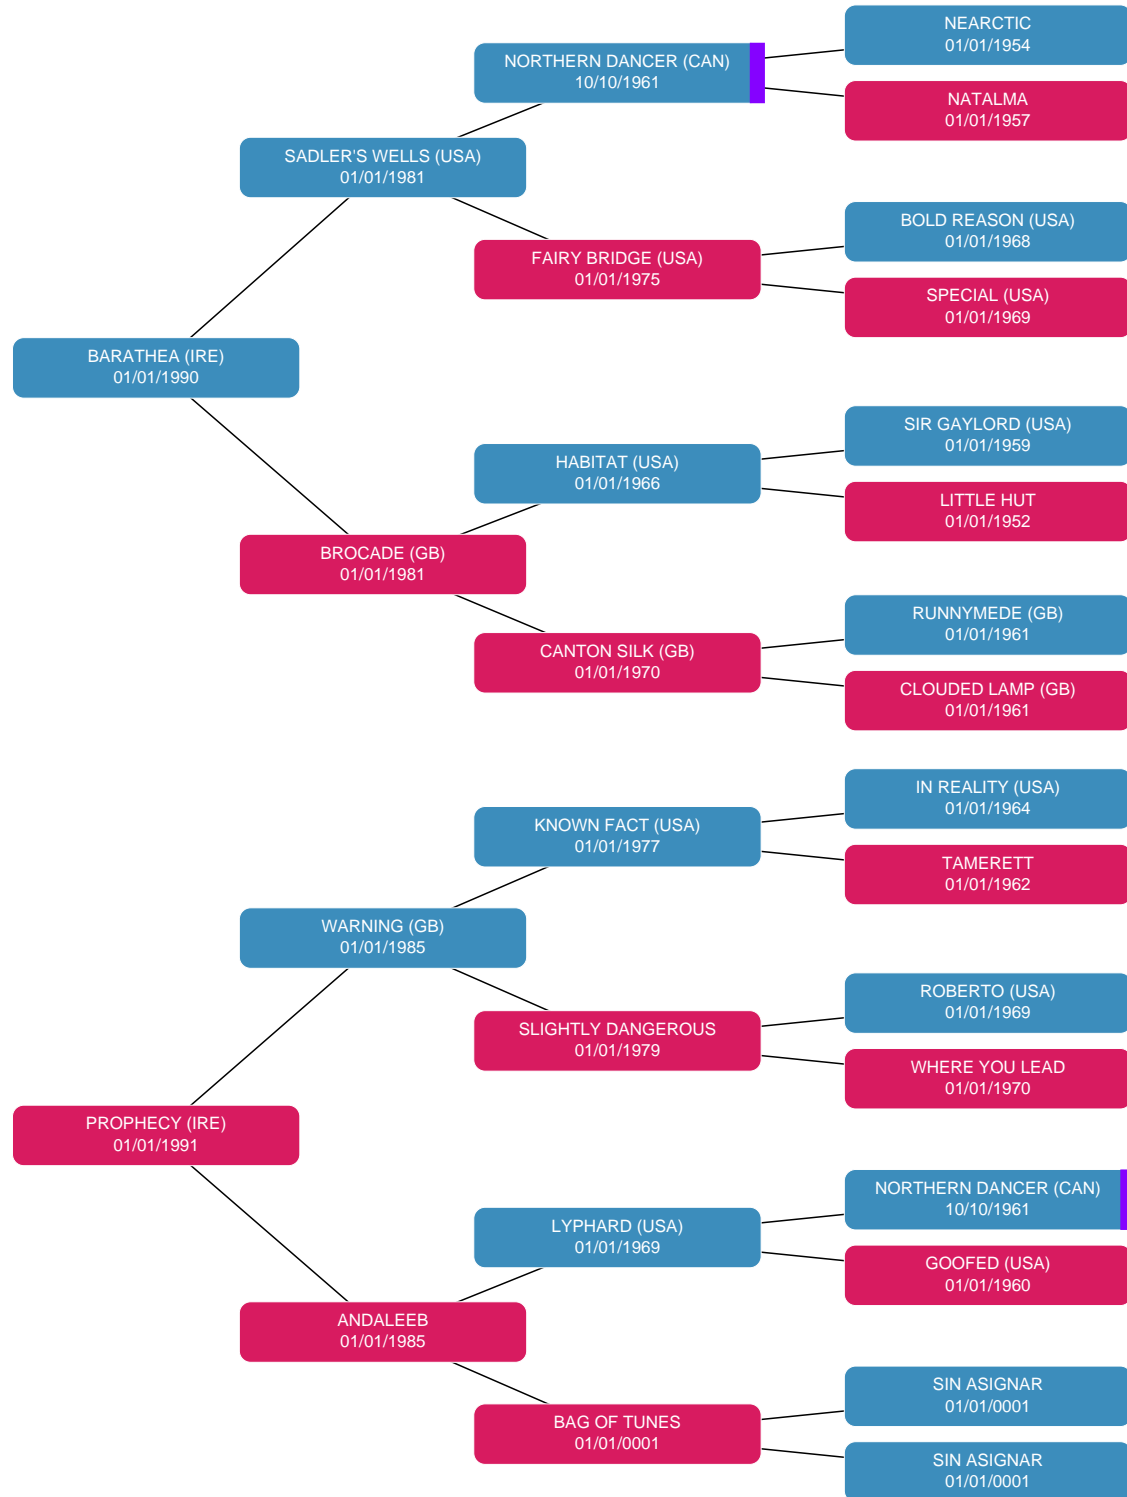 NEARCTIC
01/01/1954
NORTHERN DANCER (CAN)
10/10/1961
NATALMA
01/01/1957
SADLER'S WELLS (USA)
01/01/1981
BOLD REASON (USA)
01/01/1968
FAIRY BRIDGE (USA)
01/01/1975
SPECIAL (USA)
01/01/1969
BARATHEA (IRE)
01/01/1990
SIR GAYLORD (USA)
01/01/1959
HABITAT (USA)
01/01/1966
LITTLE HUT
01/01/1952
BROCADE (GB)
01/01/1981
RUNNYMEDE (GB)
01/01/1961
CANTON SILK (GB)
01/01/1970
CLOUDED LAMP (GB)
01/01/1961
IN REALITY (USA)
01/01/1964
KNOWN FACT (USA)
01/01/1977
TAMERETT
01/01/1962
WARNING (GB)
01/01/1985
ROBERTO (USA)
01/01/1969
SLIGHTLY DANGEROUS
01/01/1979
WHERE YOU LEAD
01/01/1970
PROPHECY (IRE)
01/01/1991
NORTHERN DANCER (CAN)
10/10/1961
LYPHARD (USA)
01/01/1969
GOOFED (USA)
01/01/1960
ANDALEEB
01/01/1985
SIN ASIGNAR
01/01/0001
BAG OF TUNES
01/01/0001
SIN ASIGNAR
01/01/0001